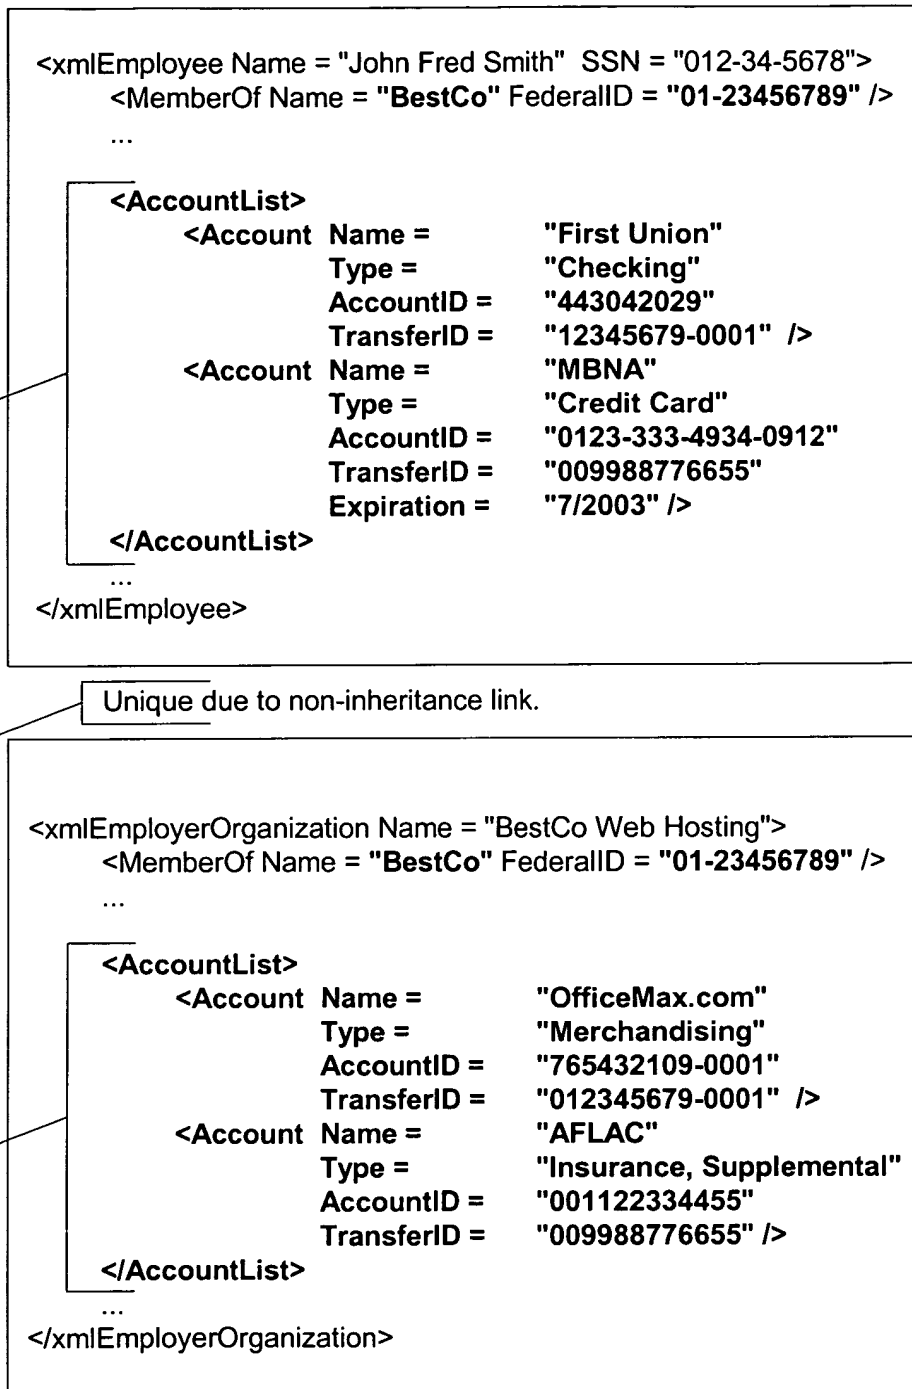 <xmlEmployee Name = "John Fred Smith" SSN = "012-34-5678">
<MemberOf Name = "BestCo" FederalID = "01-23456789" />
...
<AccountList>
<Account Name = "First Union"
Type = "Checking"
AccountID = "443042029"
TransferID = "12345679-0001" />
<Account Name = "MBNA"
Type = "Credit Card"
AccountID = "0123-333-4934-0912"
TransferID = "009988776655"
Expiration = "7/2003" />
</AccountList>
...
</xmlEmployee>
Unique due to non-inheritance link.
<xmlEmployerOrganization Name = "BestCo Web Hosting">
<MemberOf Name = "BestCo" FederalID = "01-23456789" />
...
<AccountList>
<Account Name = "OfficeMax.com"
Type = "Merchandising"
AccountID = "765432109-0001"
TransferID = "012345679-0001" />
<Account Name = "AFLAC"
Type = "Insurance, Supplemental"
AccountID = "001122334455"
TransferID = "009988776655" />
</AccountList>
...
</xmlEmployerOrganization>